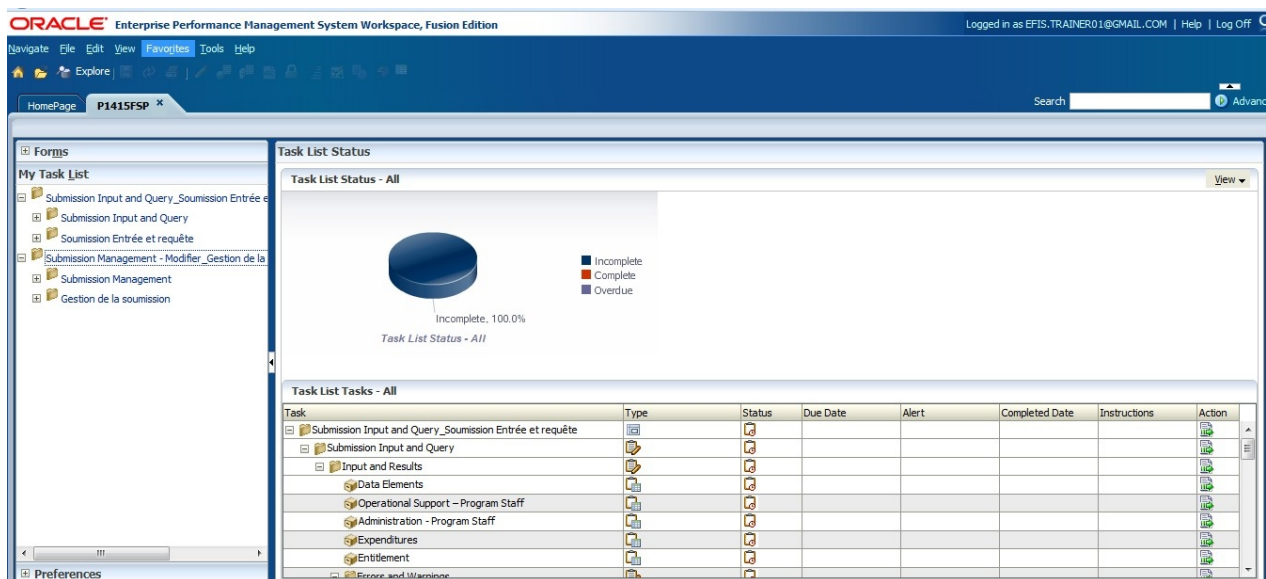 ORACLE Enterprise Performance Management System Workspace, Fusion Edition
Logged in as EFIS.TRAINER01@GMAIL.COM | Help | Log Off
Navigate File Edit View Favorites Tools Help
Explore
HomePage P1415FSP Search Advanc
Forms
My Task List
Submission Input and Query_Soumission Entrée e
Submission Input and Query
Soumission Entrée et requête
Submission Management - Modifier_Gestion de la
Submission Management
Gestion de la soumission
Preferences
Task List Status
Task List Status - All View
Incomplete
Complete
Overdue
Incomplete, 100.0%
Task List Status - All
Task List Tasks - All
Task Type Status Due Date Alert Completed Date Instructions Action
Submission Input and Query_Soumission Entrée et requête
Submission Input and Query
Input and Results
Data Elements
Operational Support – Program Staff
Administration - Program Staff
Expenditures
Entitlement
Errors and Warnings